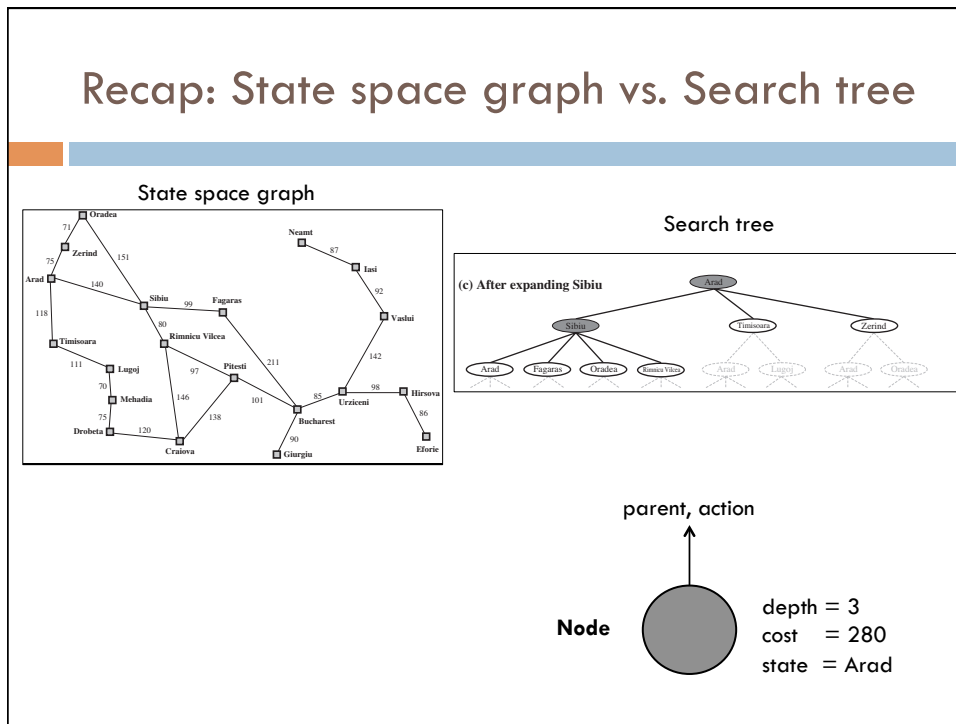 Recap: State space graph vs. Search tree
State space graph
Oradea
71
Zerind
75
151
Arad
140
118
Sibiu
99
Fagaras
80
Rimnicu Vilcea
Timisoara
111
Lugoj
97
Pitesti
211
70
Mehadia
146
101
75
138
Drobeta
120
Craiova
Bucharest
90
Giurgiu
85
Urziceni
98
Hirsova
86
Eforie
142
Vaslui
92
Iasi
87
Neamt
Search tree
(c) After expanding Sibiu
Arad
Sibiu Timisoara Zerind
Arad Fagaras Oradea Rimnicu Vilcea Arad Lugoj Arad Oradea
parent, action
Node
depth = 3
cost = 280
state = Arad